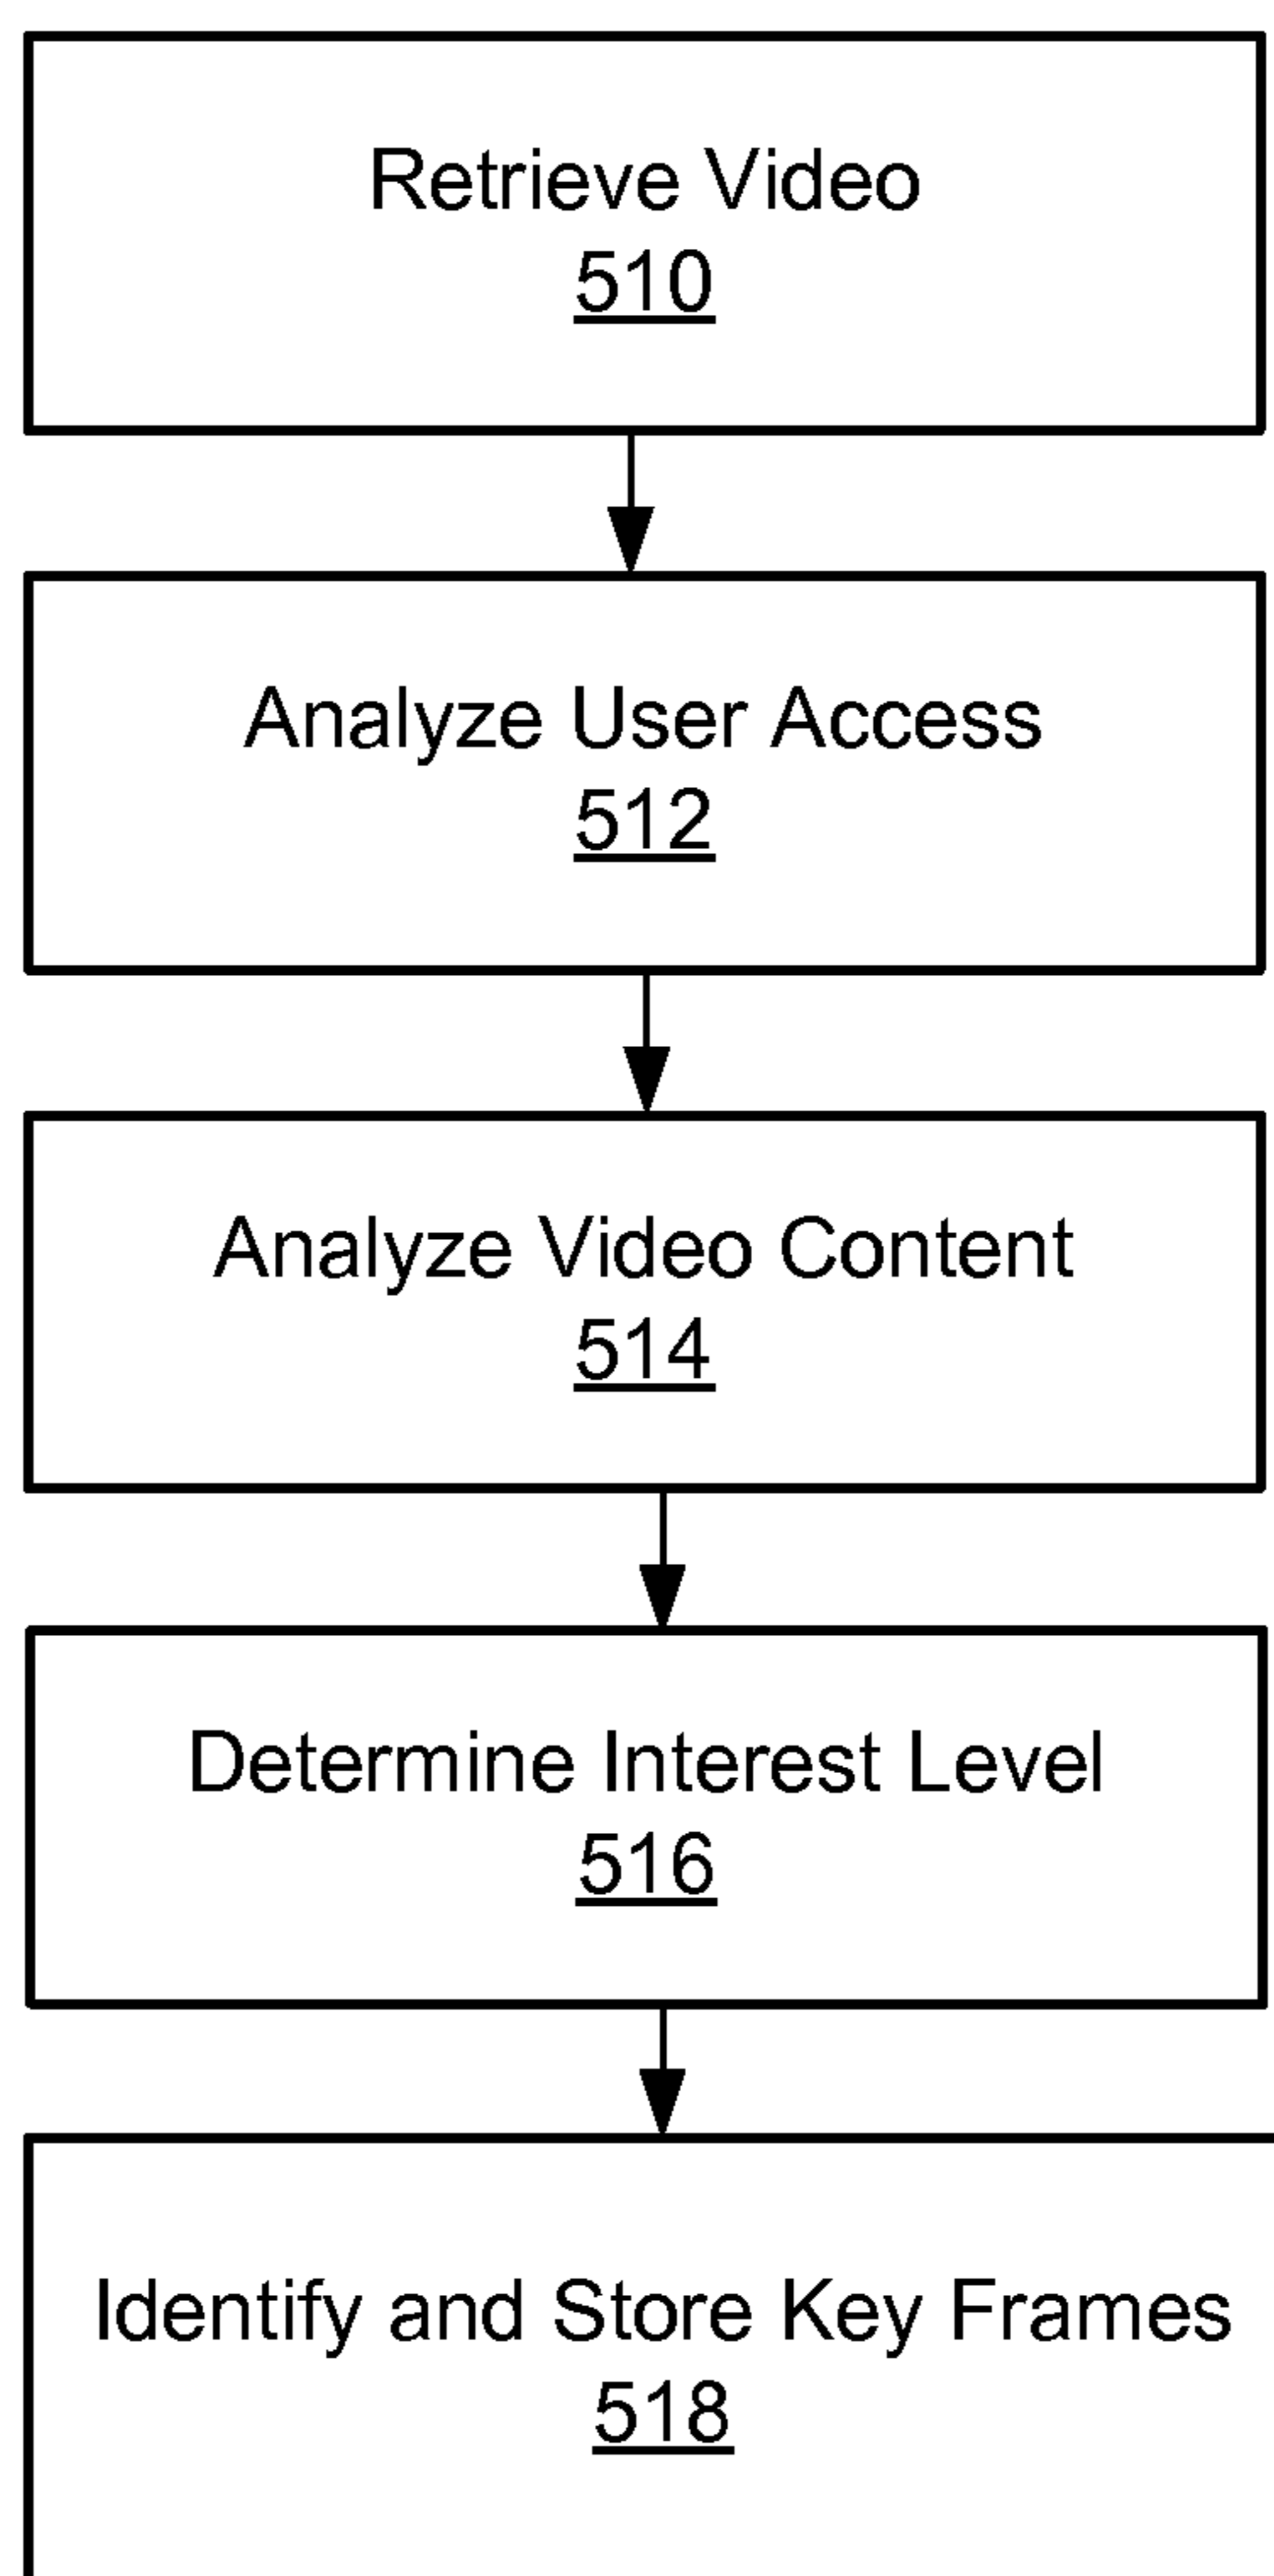 Retrieve Video
510
Analyze User Access
512
Analyze Video Content
514
Determine Interest Level
516
Identify and Store Key Frames
518